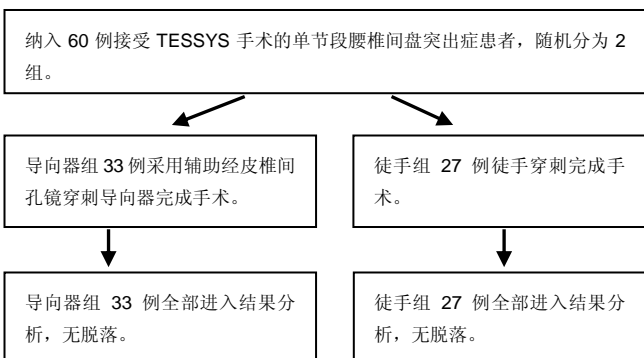 纳入 60 例接受 TESSYS 手术的单节段腰椎间盘突出症患者，随机分为 2
组。
导向器组 33 例采用辅助经皮椎间
孔镜穿刺导向器完成手术。
徒手组 27 例徒手穿刺完成手
术。
导向器组 33 例全部进入结果分
析，无脱落。
徒手组 27 例全部进入结果分
析，无脱落。